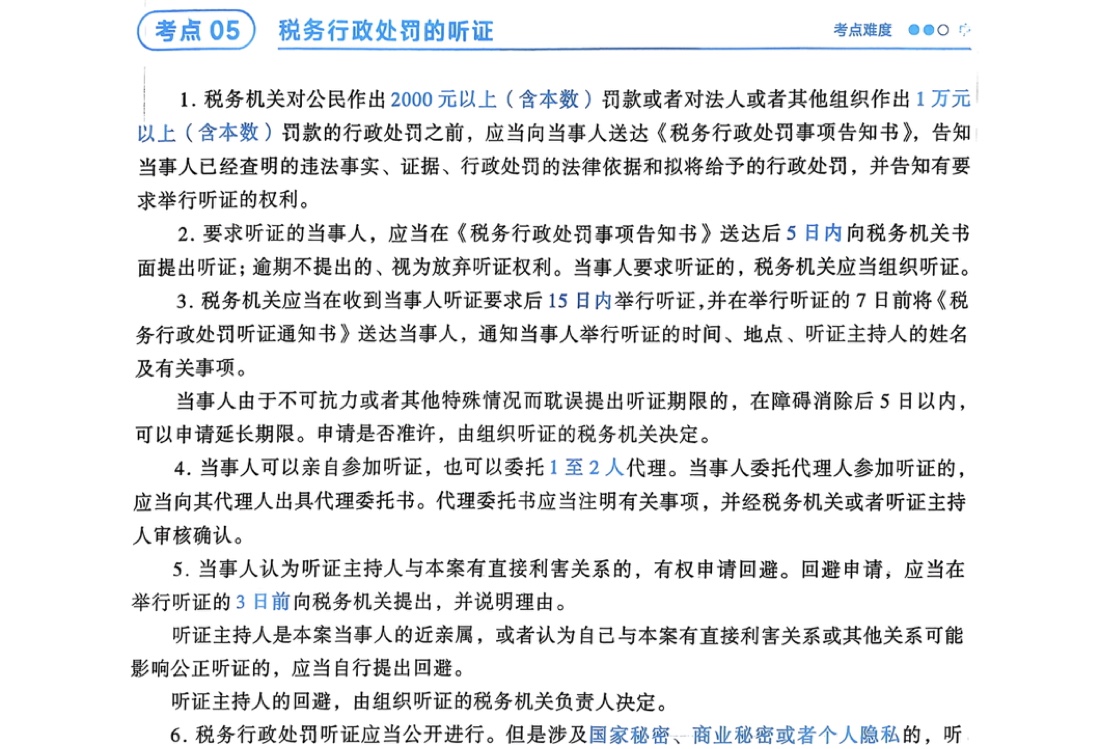 考点 05 税务行政处罚的听证 考点难度
1. 税务机关对公民作出 2000 元以上（含本数）罚款或者对法人或者其他组织作出 1 万元
以上（含本数）罚款的行政处罚之前，应当向当事人送达《税务行政处罚事项告知书》，告知
当事人已经查明的违法事实、证据、行政处罚的法律依据和拟将给予的行政处罚，并告知有要
求举行听证的权利。
2. 要求听证的当事人，应当在《税务行政处罚事项告知书》送达后 5 日内向税务机关书
面提出听证；逾期不提出的、视为放弃听证权利。当事人要求听证的，税务机关应当组织听证。
3. 税务机关应当在收到当事人听证要求后 15 日内举行听证，并在举行听证的 7 日前将《税
务行政处罚听证通知书》送达当事人，通知当事人举行听证的时间、地点、听证主持人的姓名
及有关事项。
当事人由于不可抗力或者其他特殊情况而耽误提出听证期限的，在障碍消除后 5 日以内，
可以申请延长期限。申请是否准许，由组织听证的税务机关决定。
4. 当事人可以亲自参加听证，也可以委托 1 至 2 人代理。当事人委托代理人参加听证的，
应当向其代理人出具代理委托书。代理委托书应当注明有关事项，并经税务机关或者听证主持
人审核确认。
5. 当事人认为听证主持人与本案有直接利害关系的，有权申请回避。回避申请，应当在
举行听证的 3 日前向税务机关提出，并说明理由。
听证主持人是本案当事人的近亲属，或者认为自己与本案有直接利害关系或其他关系可能
影响公正听证的，应当自行提出回避。
听证主持人的回避，由组织听证的税务机关负责人决定。
6. 税务行政处罚听证应当公开进行。但是涉及国家秘密、商业秘密或者个人隐私的，听